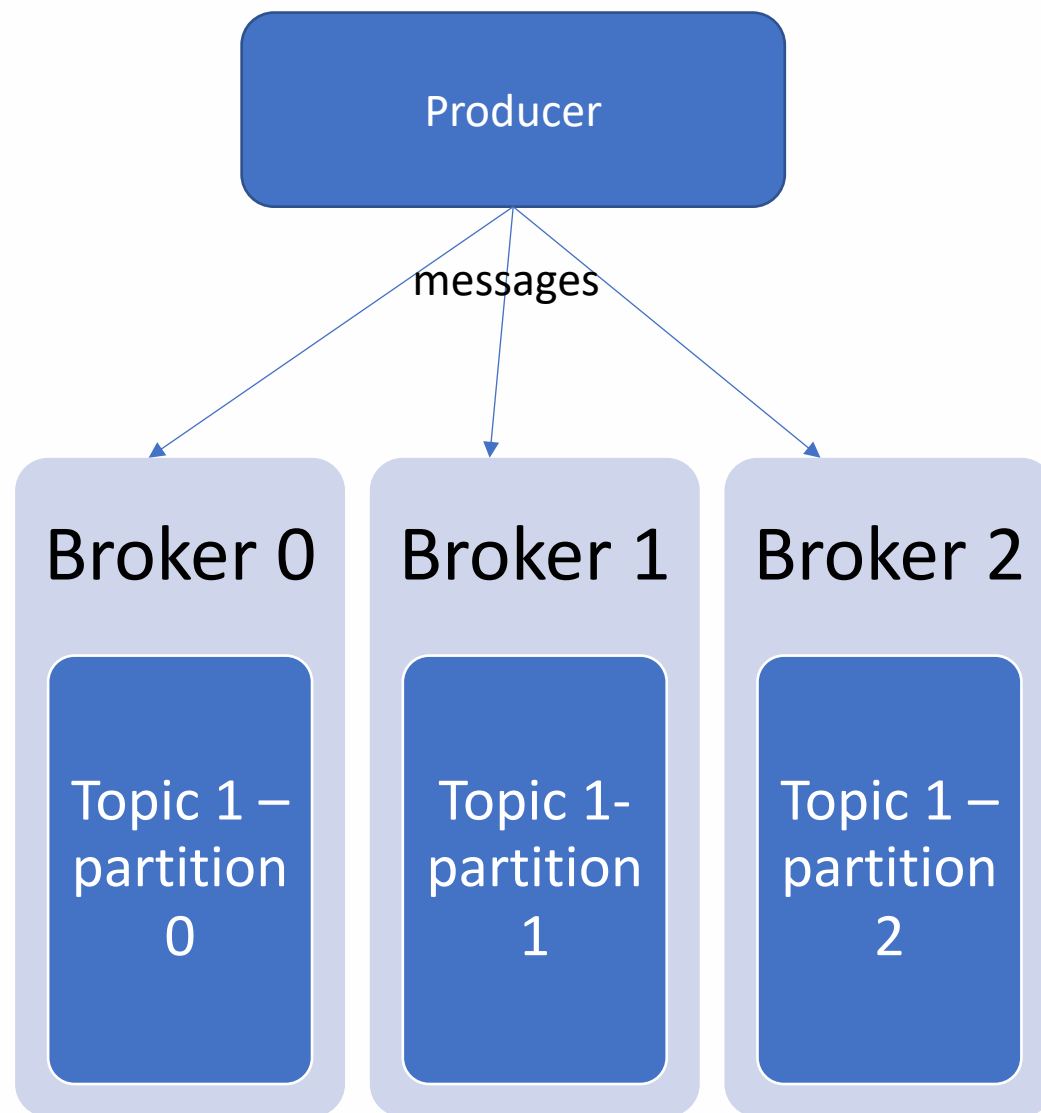 Producer
messages
Broker 0
Broker 1
Broker 2
Topic 1 –
partition
0
Topic 1-
partition
1
Topic 1 –
partition
2